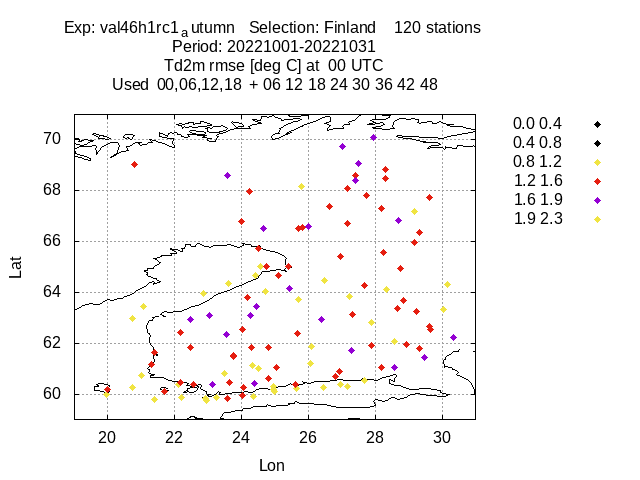 Exp: val46h1rc1autumn Selection: Finland 120 stations
Period: 20221001-20221031
Td2m rmse [deg C] at 00 UTC
Used 00,06,12,18 + 06 12 18 24 30 36 42 48
0.0 0.4
0.4 0.8
0.8 1.2
1.2 1.6
1.6 1.9
1.9 2.3
70
68
66
64
62
60
Lat
20 22 24 26 28 30
Lon